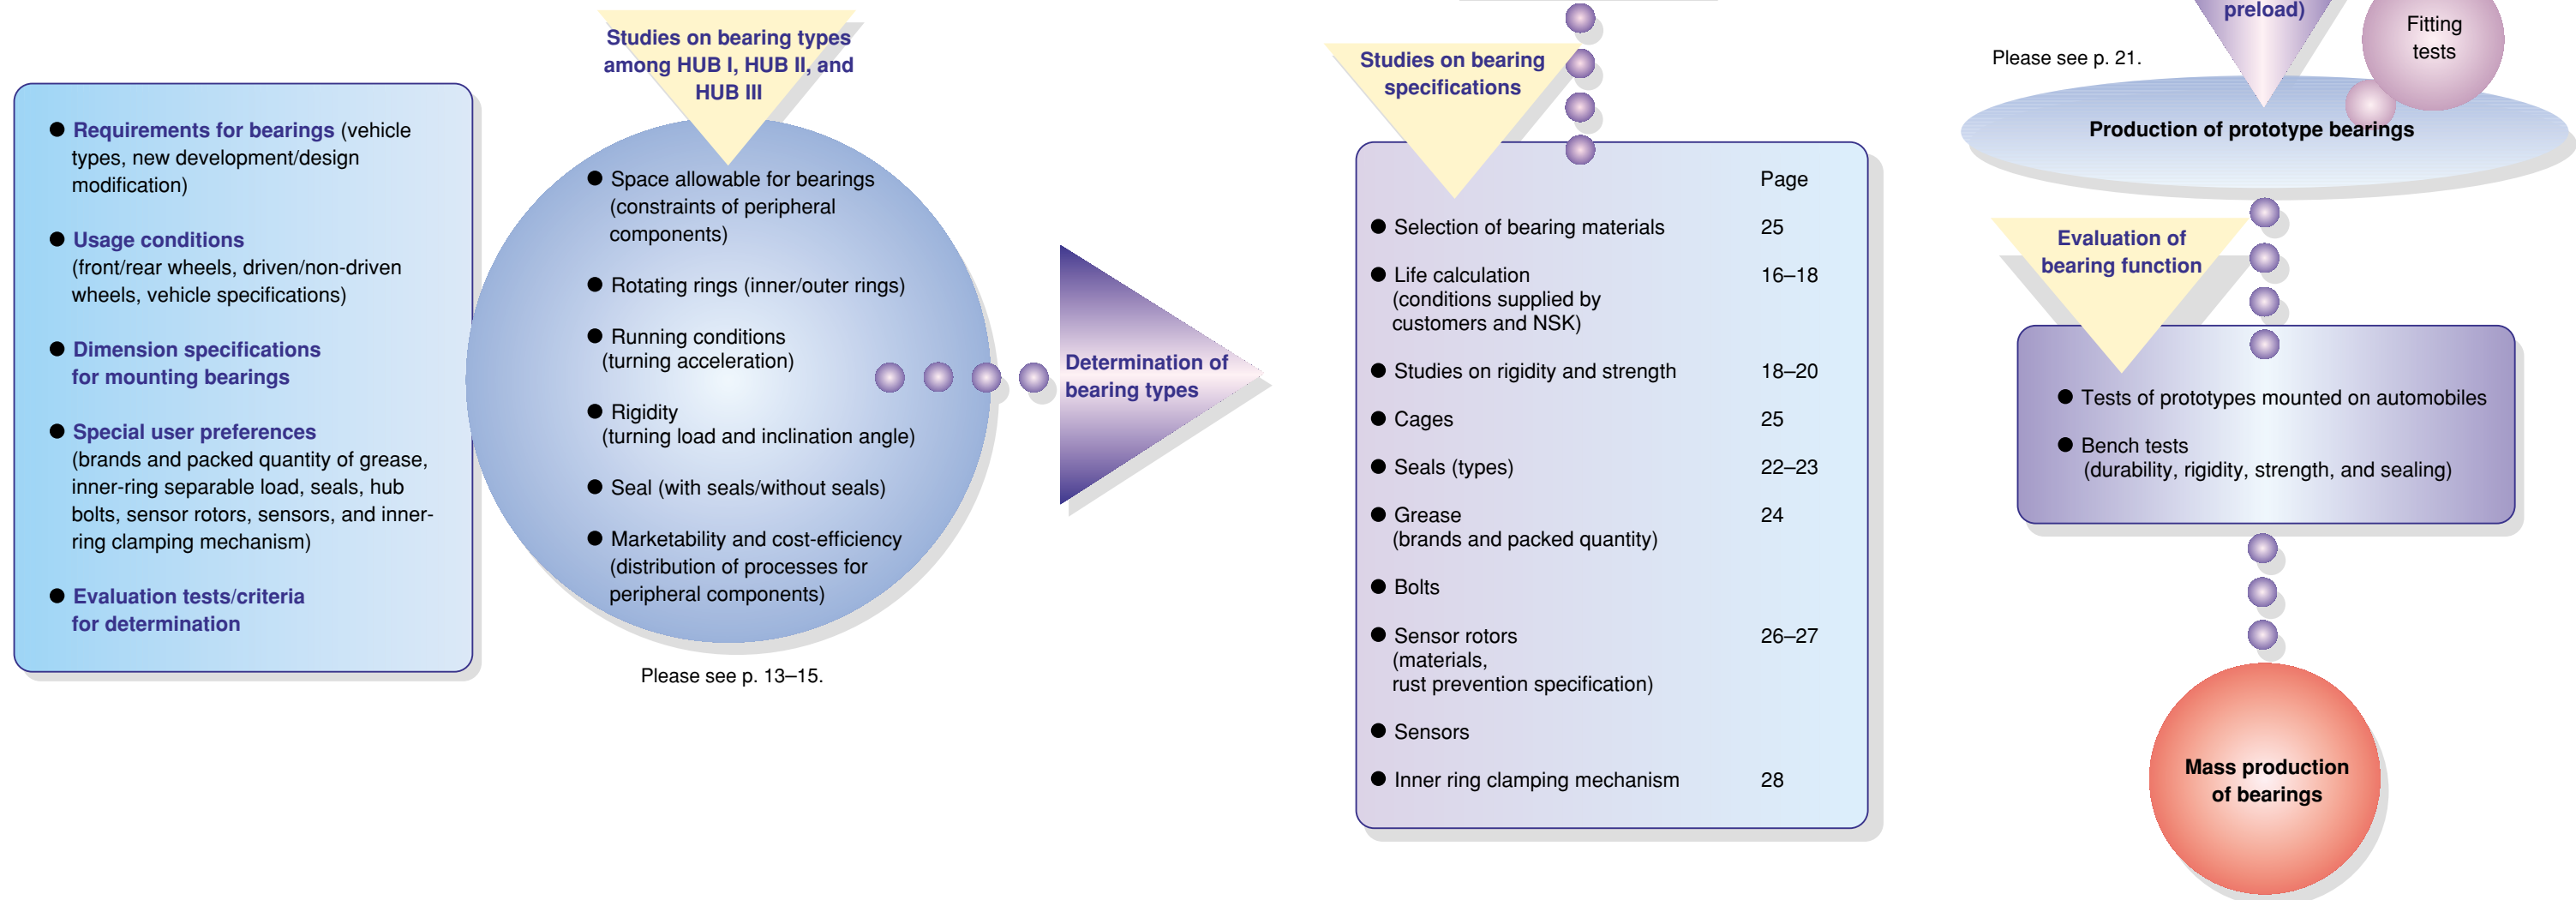 ● Requirements for bearings (vehicle
types, new development/design
modification)
● Usage conditions
(front/rear wheels, driven/non-driven
wheels, vehicle specifications)
● Dimension specifications
for mounting bearings
● Special user preferences
(brands and packed quantity of grease,
inner-ring separable load, seals, hub
bolts, sensor rotors, sensors, and inner-
ring clamping mechanism)
● Evaluation tests/criteria
for determination
Studies on bearing types
among HUB I, HUB II, and
HUB III
● Space allowable for bearings
(constraints of peripheral
components)
● Rotating rings (inner/outer rings)
● Running conditions
(turning acceleration)
● Rigidity
(turning load and inclination angle)
● Seal (with seals/without seals)
● Marketability and cost-efficiency
(distribution of processes for
peripheral components)
Please see p. 13–15.
Determination of
bearing types
Studies on bearing
specifications
Page
● Selection of bearing materials 25
● Life calculation 16–18
(conditions supplied by
customers and NSK)
● Studies on rigidity and strength 18–20
● Cages 25
● Seals (types) 22–23
● Grease 24
(brands and packed quantity)
● Bolts
● Sensor rotors 26–27
(materials,
rust prevention specification)
● Sensors
● Inner ring clamping mechanism 28
preload)
Fitting
tests
Please see p. 21.
Production of prototype bearings
Evaluation of
bearing function
● Tests of prototypes mounted on automobiles
● Bench tests
(durability, rigidity, strength, and sealing)
Mass production
of bearings